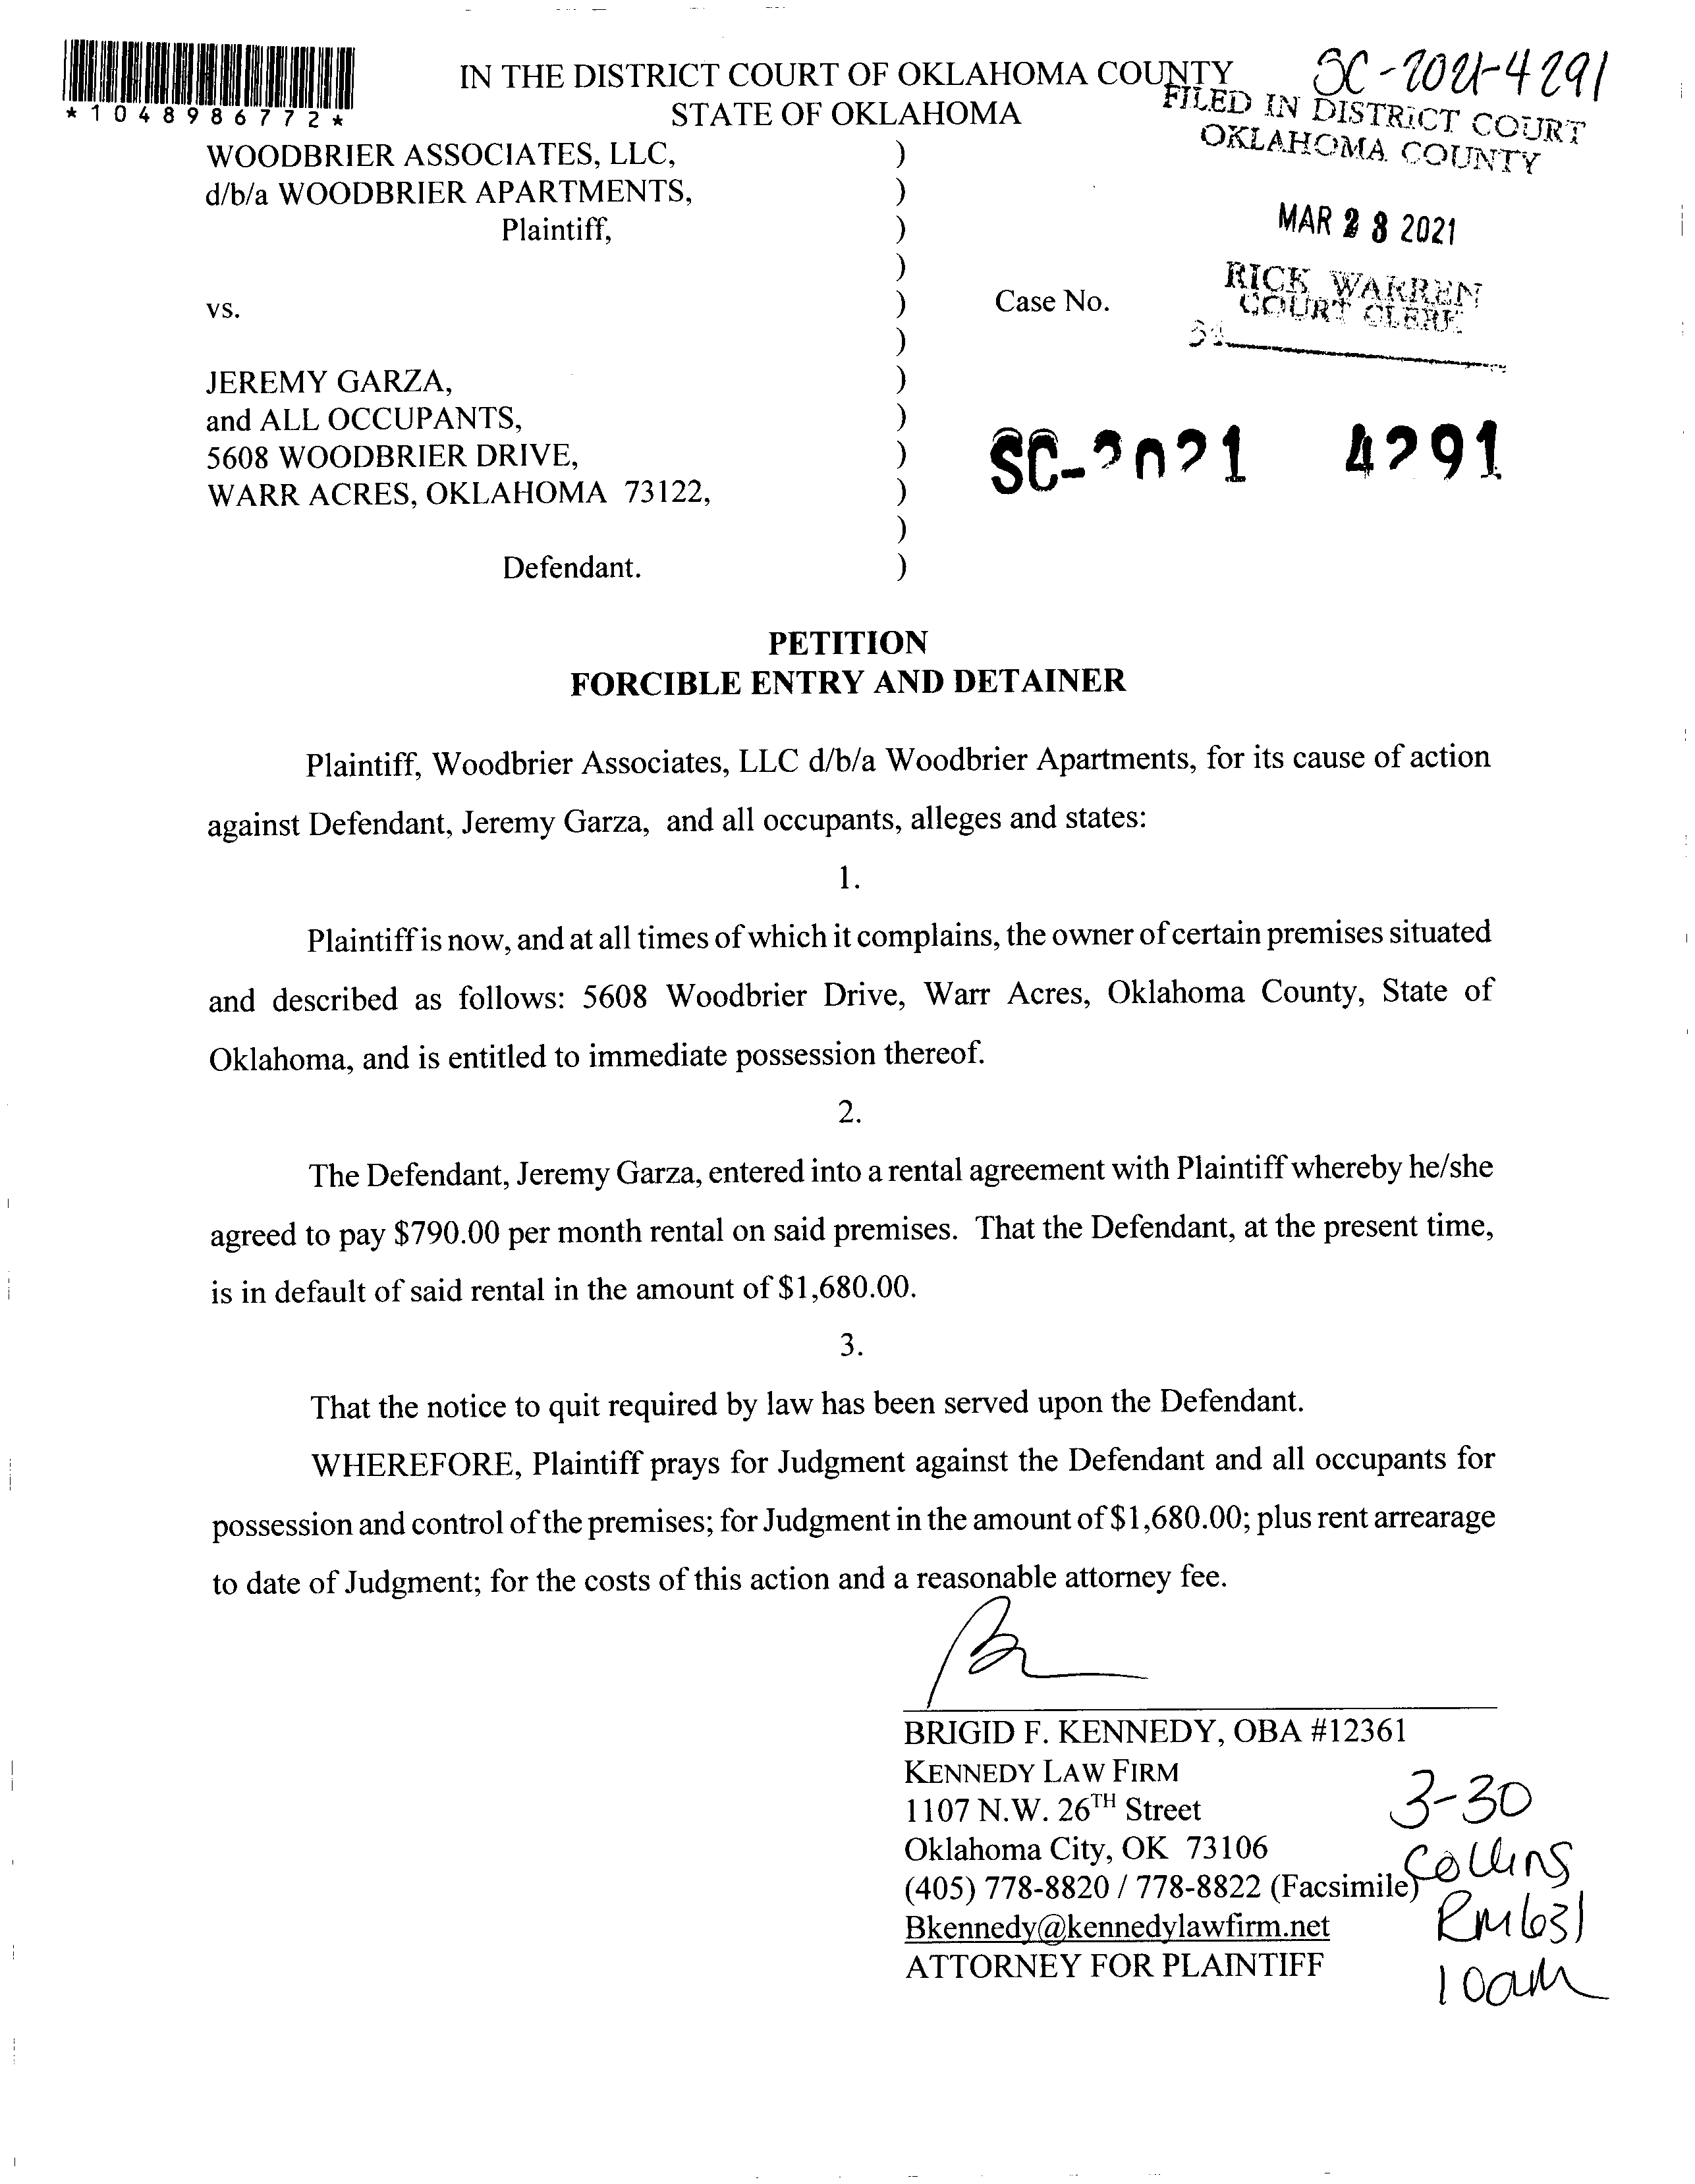 SC-2021-4291
IN THE DISTRICT COURT OF OKLAHOMA COUNTY
STATE OF OKLAHOMA
*1048986772*
FILED IN DISTRICT COURT
OKLAHOMA COUNTY
WOODBRIER ASSOCIATES, LLC, )
d/b/a WOODBRIER APARTMENTS, )
Plaintiff, )
MAR 2 3 2021
)
RICK WARREN
COURT CLERK
vs. ) Case No.
)
JEREMY GARZA, )
and ALL OCCUPANTS, )
5608 WOODBRIER DRIVE, ) SC-2021 4291
WARR ACRES, OKLAHOMA 73122, )
)
Defendant. )
PETITION
FORCIBLE ENTRY AND DETAINER
Plaintiff, Woodbrier Associates, LLC d/b/a Woodbrier Apartments, for its cause of action
against Defendant, Jeremy Garza, and all occupants, alleges and states:
1.
Plaintiff is now, and at all times of which it complains, the owner of certain premises situated
and described as follows: 5608 Woodbrier Drive, Warr Acres, Oklahoma County, State of
Oklahoma, and is entitled to immediate possession thereof.
2.
The Defendant, Jeremy Garza, entered into a rental agreement with Plaintiff whereby he/she
agreed to pay $790.00 per month rental on said premises. That the Defendant, at the present time,
is in default of said rental in the amount of $1,680.00.
3.
That the notice to quit required by law has been served upon the Defendant.
WHEREFORE, Plaintiff prays for Judgment against the Defendant and all occupants for
possession and control of the premises; for Judgment in the amount of $1,680.00; plus rent arrearage
to date of Judgment; for the costs of this action and a reasonable attorney fee.
BRIGID F. KENNEDY, OBA #12361
KENNEDY LAW FIRM
1107 N.W. 26TH Street
Oklahoma City, OK 73106
(405) 778-8820 / 778-8822 (Facsimile)
Bkennedy@kennedylawfirm.net
ATTORNEY FOR PLAINTIFF
3-30
Collins
Rm 631
10am